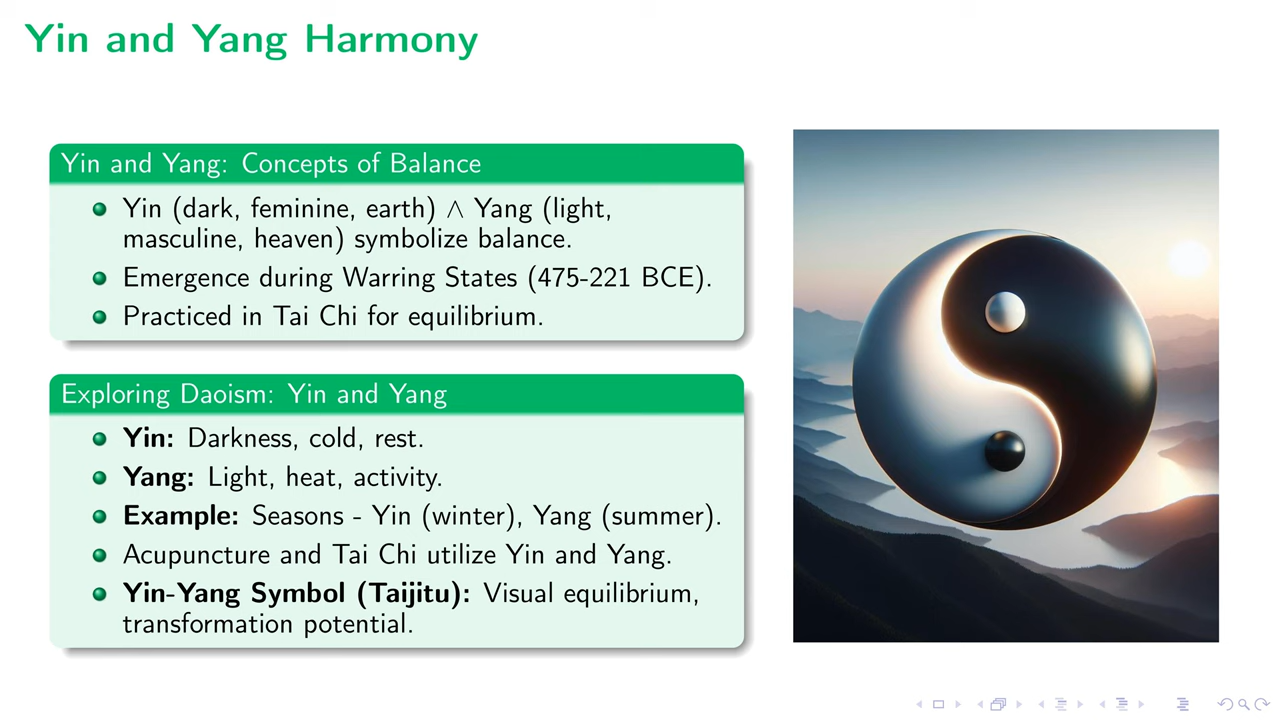 Yin and Yang Harmony
Yin and Yang: Concepts of Balance
Yin (dark, feminine, earth) ∧ Yang (light,
masculine, heaven) symbolize balance.
Emergence during Warring States (475-221 BCE).
Practiced in Tai Chi for equilibrium.
Exploring Daoism: Yin and Yang
Yin: Darkness, cold, rest.
Yang: Light, heat, activity.
Example: Seasons - Yin (winter), Yang (summer).
Acupuncture and Tai Chi utilize Yin and Yang.
Yin-Yang Symbol (Taijitu): Visual equilibrium,
transformation potential.